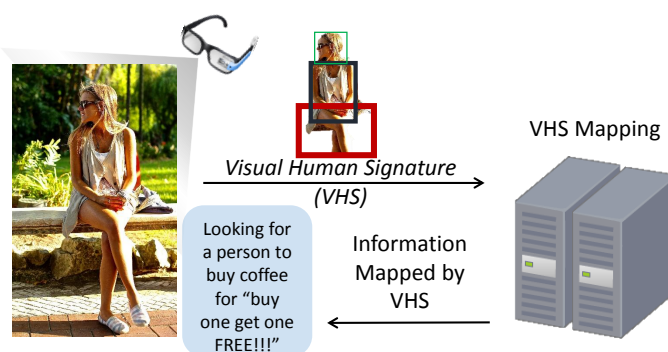 VHS Mapping
Visual Human Signature
(VHS)
Looking for
a person to
buy coffee
for “buy
one get one
FREE!!!”
Information
Mapped by
VHS